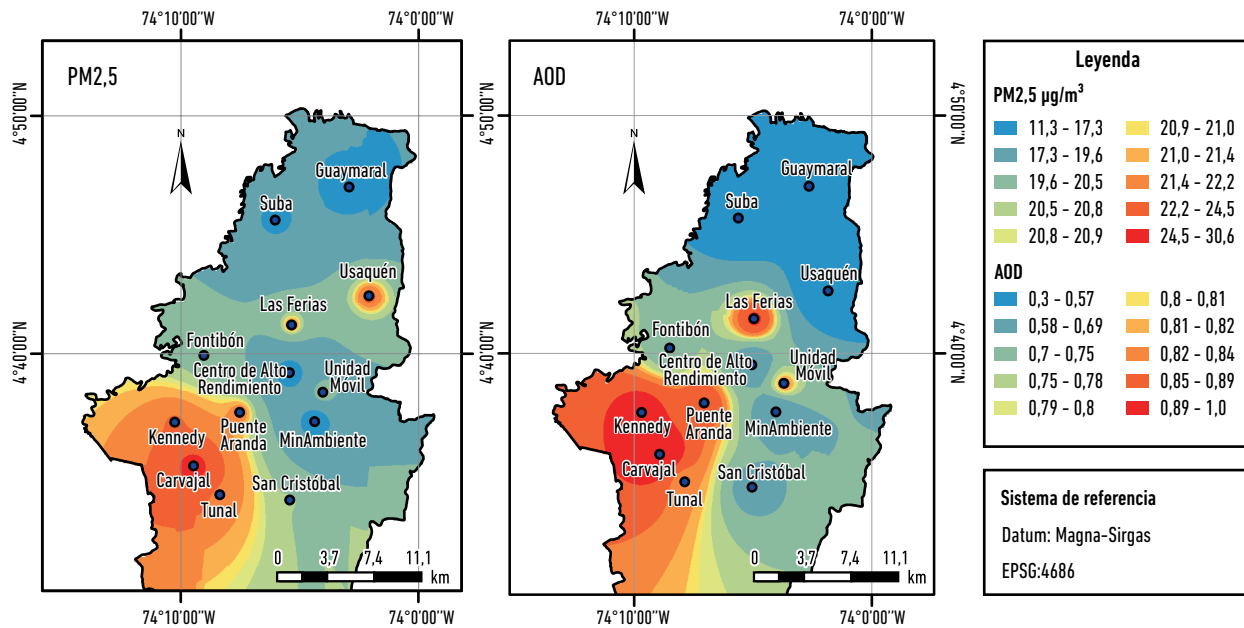 74°10'00''W
74°0'00''W
PM2,5
N
Guaymaral
Suba
Usaquén
Las Ferias
Fontibón
Centro de Alto
Rendimiento
Unidad
Móvil
Kennedy
Puente
Aranda
MinAmbiente
Carvajal
Tunal
San Cristóbal
0 3,7 7,4 11,1
km
4°50'00''N
4°40'00''N
74°10'00''W
74°0'00''W
74°10'00''W
74°0'00''W
AOD
N
Guaymaral
Suba
Usaquén
Las Ferias
Fontibón
Centro de Alto
Rendimiento
Unidad
Móvil
Kennedy
Puente
Aranda
MinAmbiente
Carvajal
Tunal
San Cristóbal
0 3,7 7,4 11,1
km
4°50'00''N
4°40'00''N
74°10'00''W
74°0'00''W
Leyenda
PM2,5 µg/m³
11,3 - 17,3 20,9 - 21,0
17,3 - 19,6 21,0 - 21,4
19,6 - 20,5 21,4 - 22,2
20,5 - 20,8 22,2 - 24,5
20,8 - 20,9 24,5 - 30,6
AOD
0,3 - 0,57 0,8 - 0,81
0,58 - 0,69 0,81 - 0,82
0,7 - 0,75 0,82 - 0,84
0,75 - 0,78 0,85 - 0,89
0,79 - 0,8 0,89 - 1,0
Sistema de referencia
Datum: Magna-Sirgas
EPSG:4686